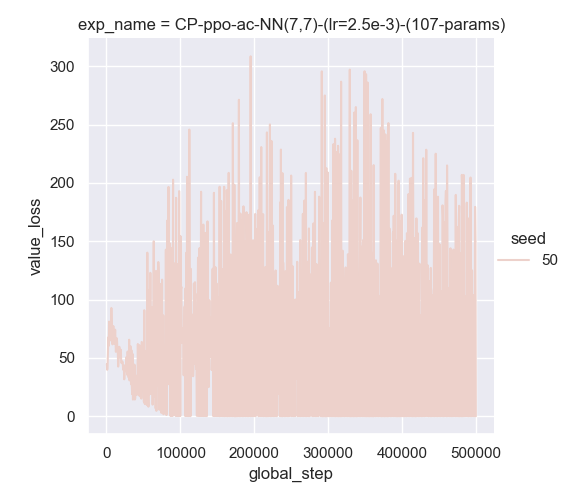 exp_name = CP-ppo-ac-NN(7,7)-(lr=2.5e-3)-(107-params)
300
250
200
150
100
50
0
value_loss
0 100000 200000 300000 400000 500000
global_step
seed
50